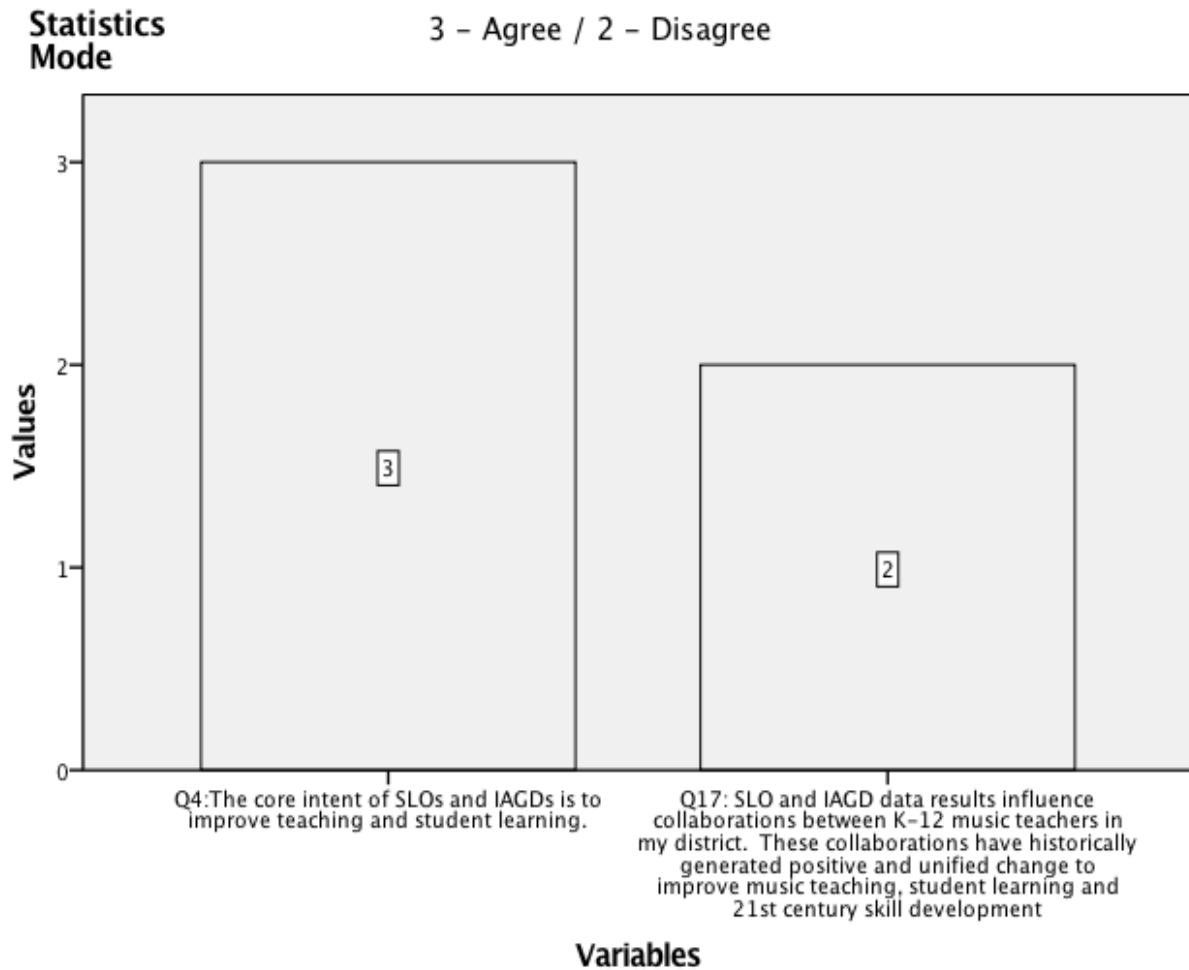 Statistics
Mode
3 – Agree / 2 – Disagree
3
2
1
0
Values
3
2
Q4:The core intent of SLOs and IAGDs is to
improve teaching and student learning.
Q17: SLO and IAGD data results influence
collaborations between K–12 music teachers in
my district.  These collaborations have historically
generated positive and unified change to
improve music teaching, student learning and
21st century skill development
Variables